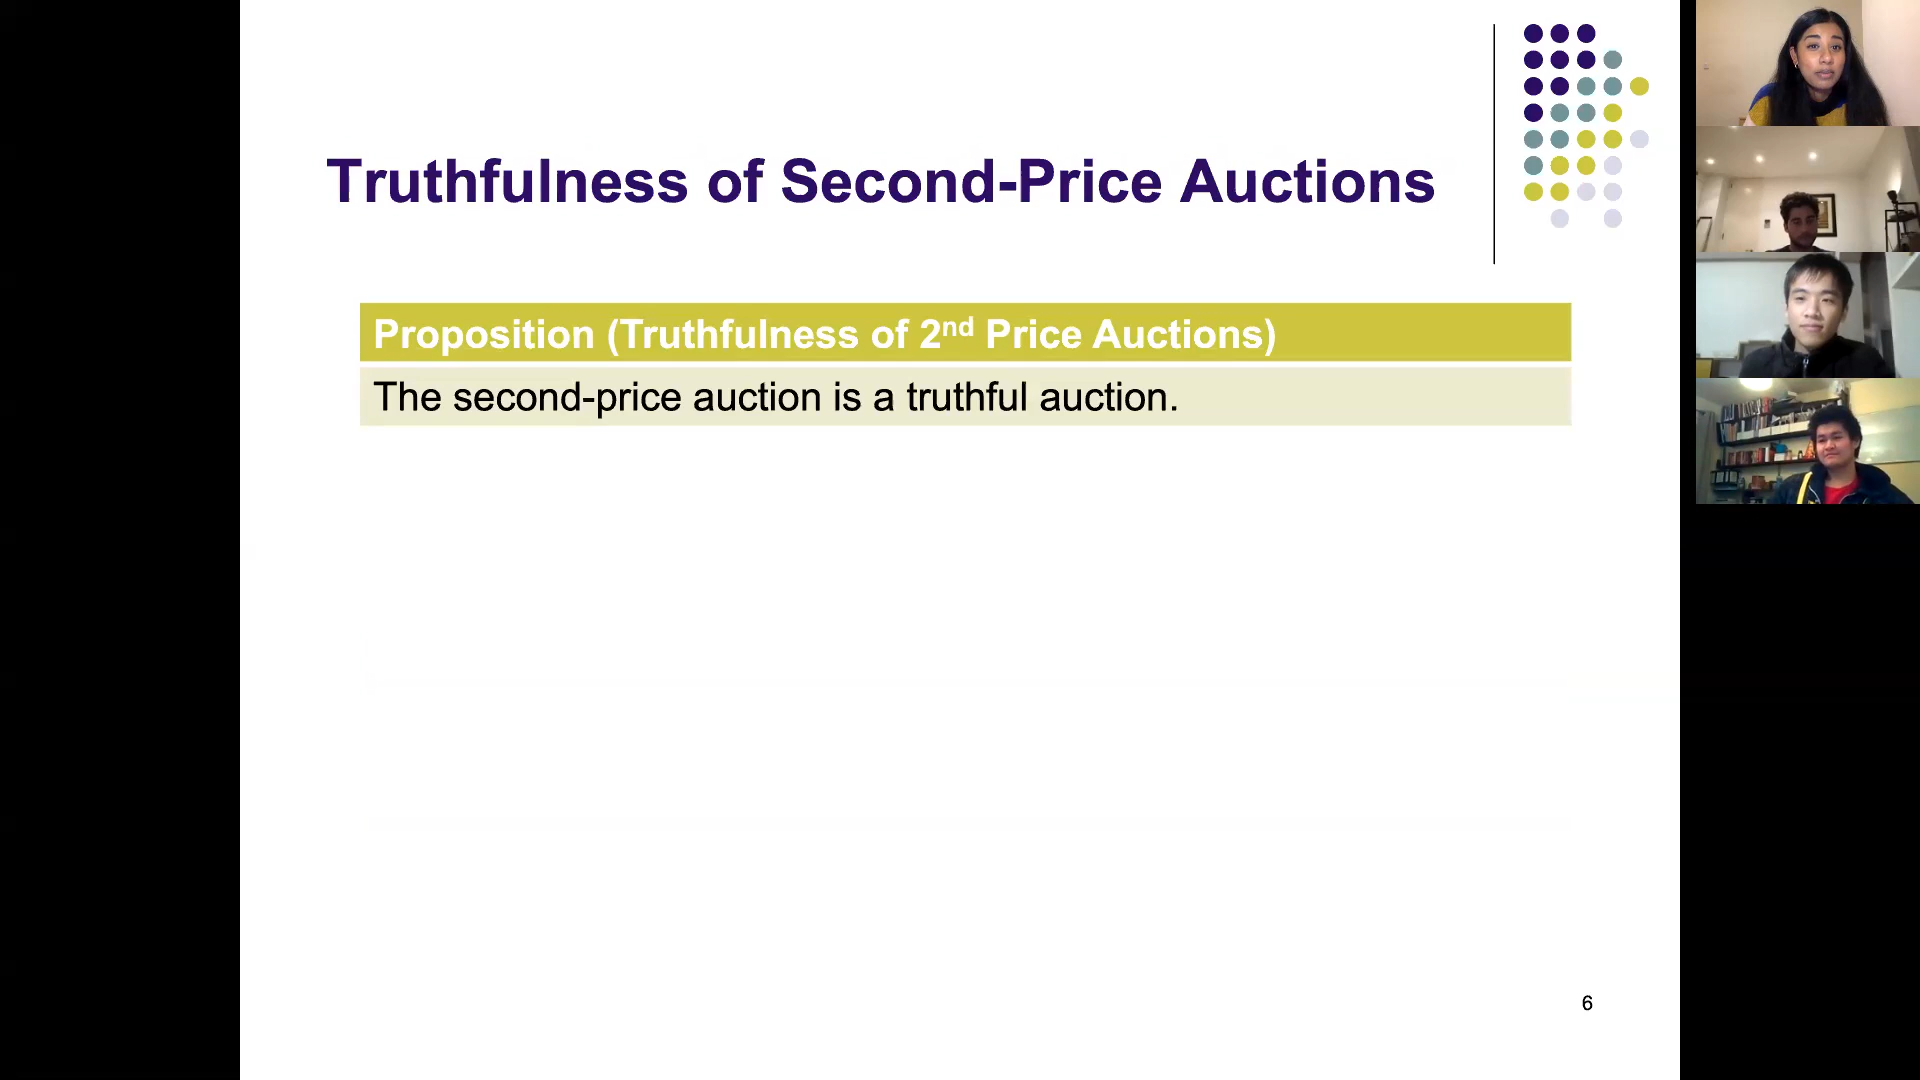 Truthfulness of Second-Price Auctions
Proposition (Truthfulness of 2nd Price Auctions)
The second-price auction is a truthful auction.
6